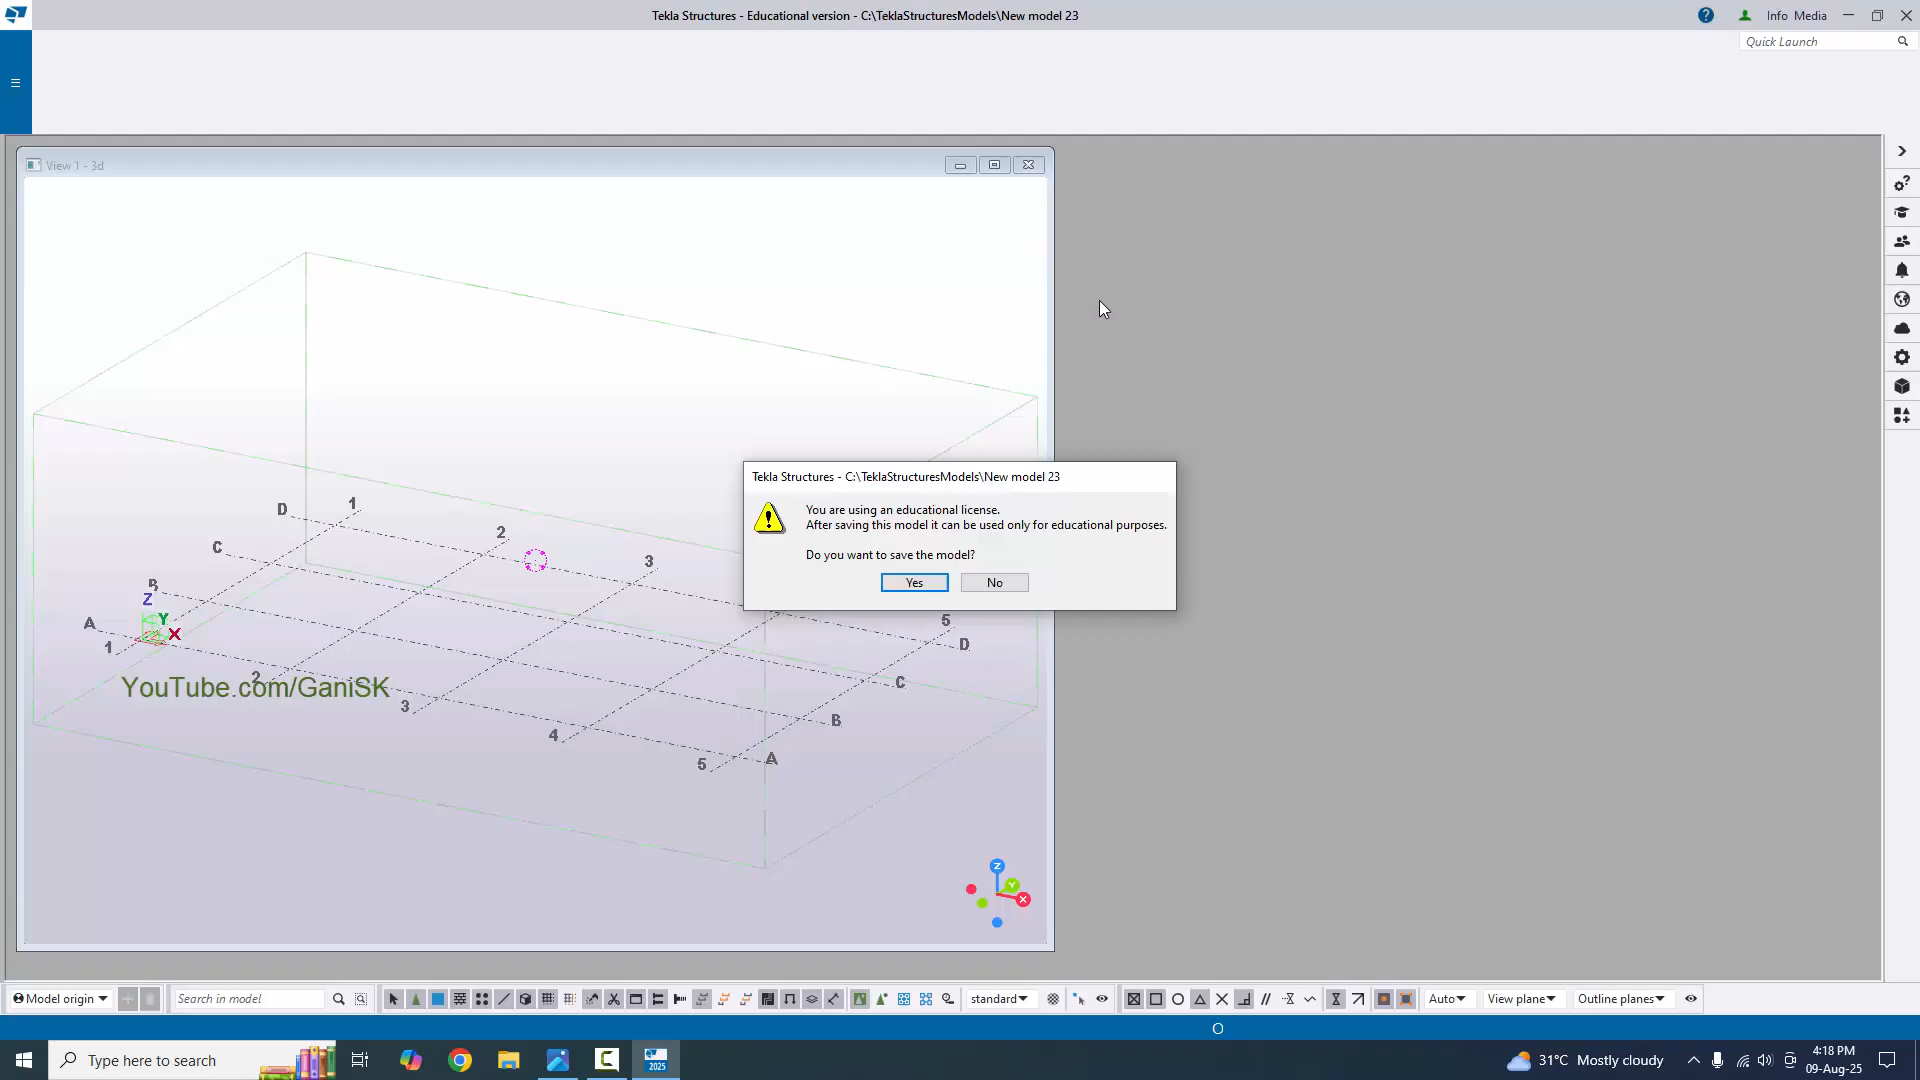 Tekla Structures - Educational version - C:\TeklaStructuresModels\New model 23
Info Media
Quick Launch
View 1 - 3d
Tekla Structures - C:\TeklaStructuresModels\New model 23
You are using an educational license.
After saving this model it can be used only for educational purposes.
Do you want to save the model?
Yes
No
D
1
2
C
3
B
Z
Y
A
X
1
5
D
2
C
YouTube.com/GaniSK
3
B
4
A
5
Z
Y
X
Model origin
Search in model
standard
Auto
View plane
Outline planes
Type here to search
2025
31°C Mostly cloudy
4:18 PM
09-Aug-25